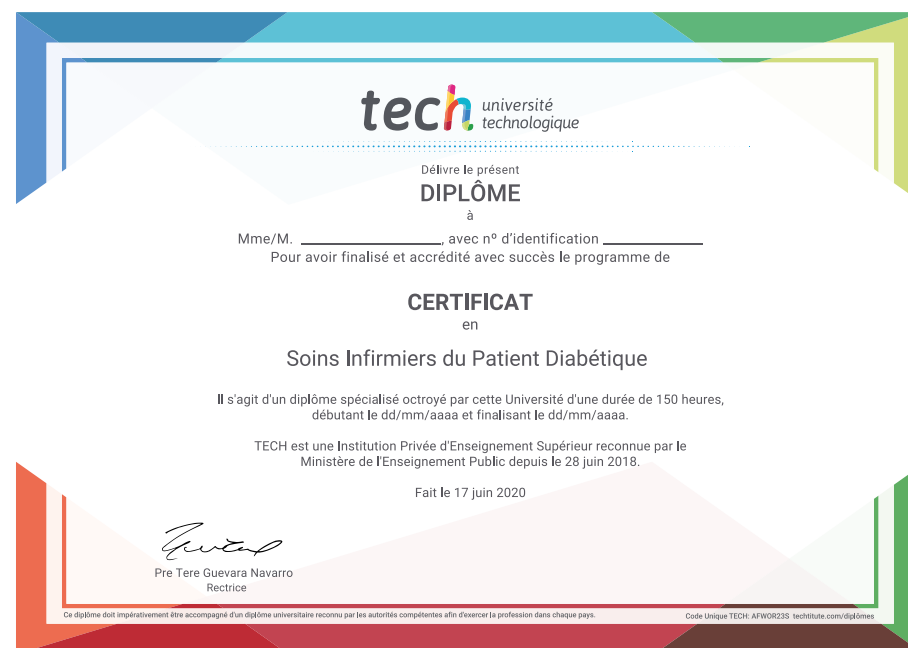 tech université
technologique
Délivre le présent
DIPLÔME
à
Mme/M. ____________________, avec nº d'identification ______________
Pour avoir finalisé et accrédité avec succès le programme de
CERTIFICAT
en
Soins Infirmiers du Patient Diabétique
Il s'agit d'un diplôme spécialisé octroyé par cette Université d'une durée de 150 heures,
débutant le dd/mm/aaaa et finalisant le dd/mm/aaaa.
TECH est une Institution Privée d'Enseignement Supérieur reconnue par le
Ministère de l'Enseignement Public depuis le 28 juin 2018.
Fait le 17 juin 2020
Pre Tere Guevara Navarro
Rectrice
Ce diplôme doit impérativement être accompagné d'un diplôme universitaire reconnu par les autorités compétentes afin d'exercer la profession dans chaque pays.
Code Unique TECH: AFWOR23S techtitute.com/diplômes